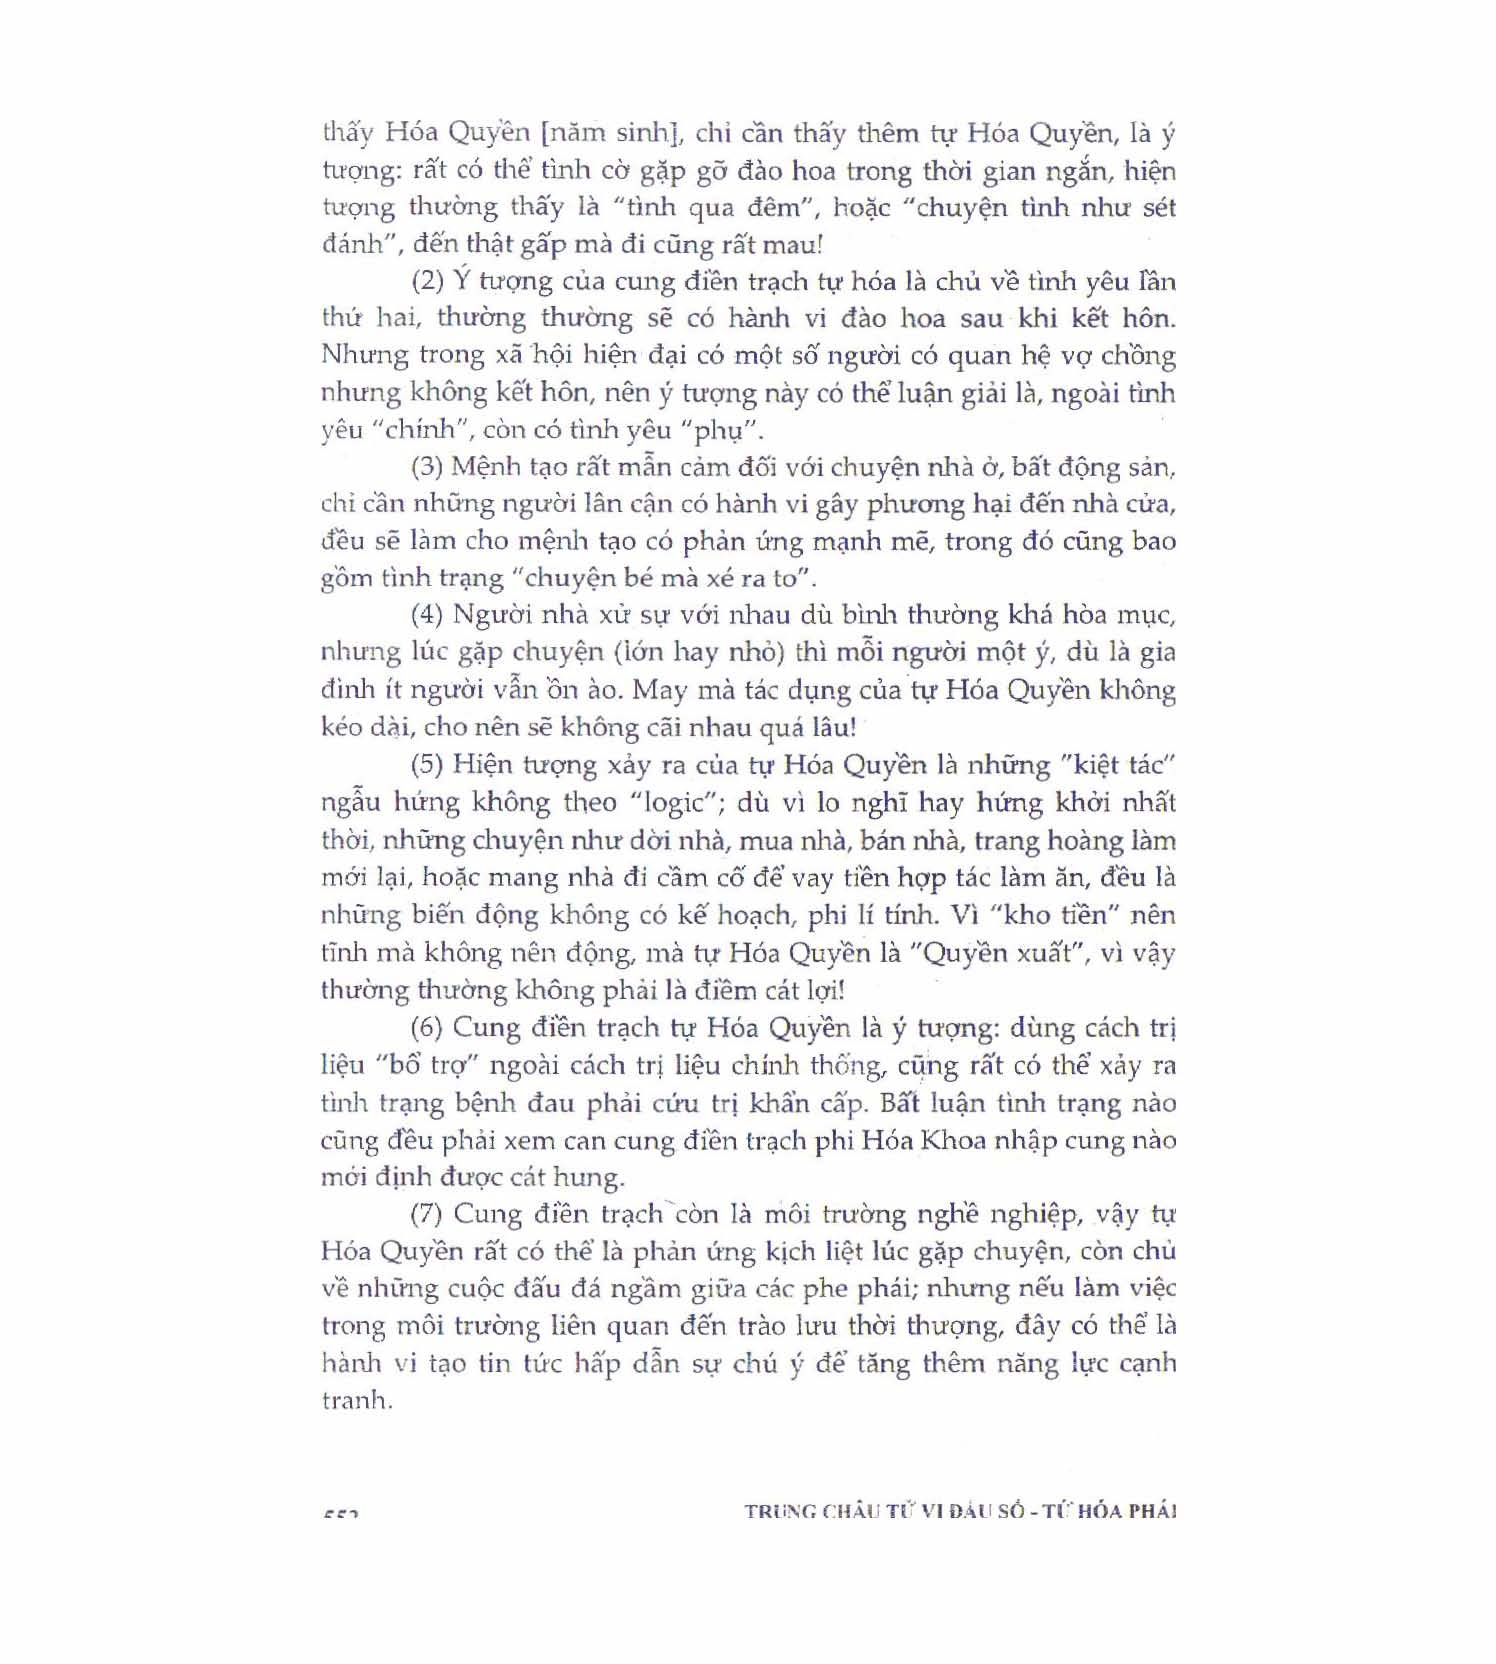 thấy Hóa Quyền [năm sinh], chỉ cần thấy thêm tự Hóa Quyền, là ý
tượng: rất có thể tình cờ gặp gỡ đào hoa trong thời gian ngắn, hiện
tượng thường thấy là "tình qua đêm", hoặc "chuyện tình như sét
đánh", đến thật gấp mà đi cũng rất mau!
(2) Ý tượng của cung điền trạch tự hóa là chủ về tình yêu lần
thứ hai, thường thường sẽ có hành vi đào hoa sau khi kết hôn.
Nhưng trong xã hội hiện đại có một số người có quan hệ vợ chồng
nhưng không kết hôn, nên ý tượng này có thể luận giải là, ngoài tình
yêu "chính", còn có tình yêu "phụ".
(3) Mệnh tạo rất mẫn cảm đối với chuyện nhà ở, bất động sản,
chỉ cần những người lân cận có hành vi gây phương hại đến nhà cửa,
đều sẽ làm cho mệnh tạo có phản ứng mạnh mẽ, trong đó cũng bao
gồm tình trạng "chuyện bé mà xé ra to".
(4) Người nhà xử sự với nhau dù bình thường khá hòa mục,
nhưng lúc gặp chuyện (lớn hay nhỏ) thì mỗi người một ý, dù là gia
đình ít người vẫn ồn ào. May mà tác dụng của tự Hóa Quyền không
kéo dài, cho nên sẽ không cãi nhau quá lâu!
(5) Hiện tượng xảy ra của tự Hóa Quyền là những "kiệt tác"
ngẫu hứng không theo "logic"; dù vì lo nghĩ hay hứng khởi nhất
thời, những chuyện như dời nhà, mua nhà, bán nhà, trang hoàng làm
mới lại, hoặc mang nhà đi cầm cố để vay tiền hợp tác làm ăn, đều là
những biến động không có kế hoạch, phi lí tính. Vì "kho tiền" nên
tĩnh mà không nên động, mà tự Hóa Quyền là "Quyền xuất", vì vậy
thường thường không phải là điềm cát lợi!
(6) Cung điền trạch tự Hóa Quyền là ý tượng: dùng cách trị
liệu "bổ trợ" ngoài cách trị liệu chính thống, cũng rất có thể xảy ra
tình trạng bệnh đau phải cứu trị khẩn cấp. Bất luận tình trạng nào
cũng đều phải xem can cung điền trạch phi Hóa Khoa nhập cung nào
mới định được cát hung.
(7) Cung điền trạch còn là môi trường nghề nghiệp, vậy tự
Hóa Quyền rất có thể là phản ứng kịch liệt lúc gặp chuyện, còn chủ
về những cuộc đấu đá ngầm giữa các phe phái; nhưng nếu làm việc
trong môi trường liên quan đến trào lưu thời thượng, đây có thể là
hành vi tạo tin tức hấp dẫn sự chú ý để tăng thêm năng lực cạnh
tranh.
TRUNG CHÂU TỬ VI ĐẨU SỐ - TỨ HÓA PHÁI